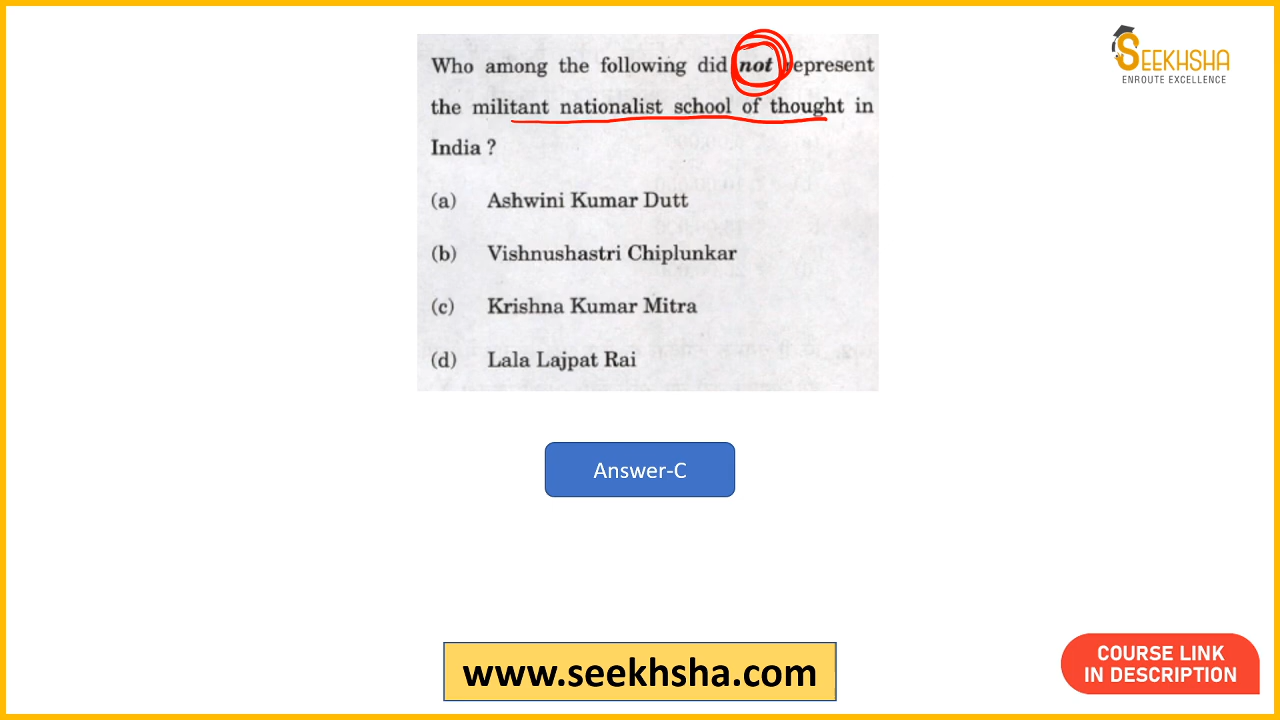 SEEKHSHA
ENROUTE EXCELLENCE
Who among the following did not represent
the militant nationalist school of thought in
India ?
(a) Ashwini Kumar Dutt
(b) Vishnushastri Chiplunkar
(c) Krishna Kumar Mitra
(d) Lala Lajpat Rai
Answer-C
www.seekhsha.com
COURSE LINK
IN DESCRIPTION